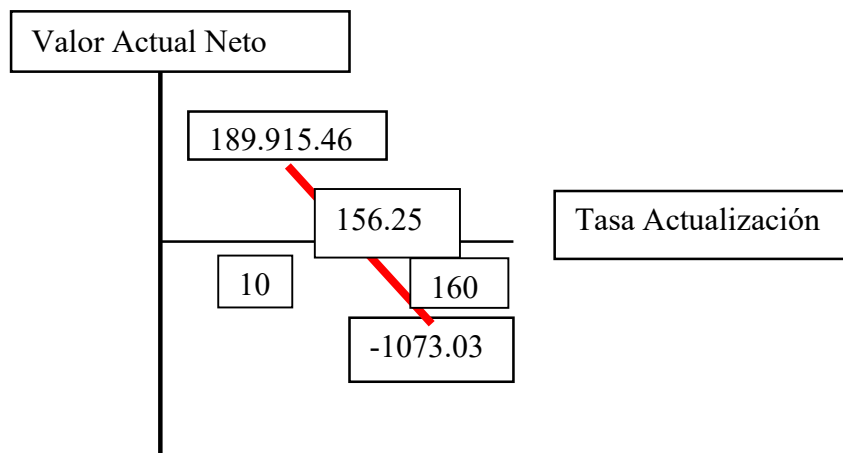 Valor Actual Neto
189.915.46
156.25
Tasa Actualización
10
160
-1073.03